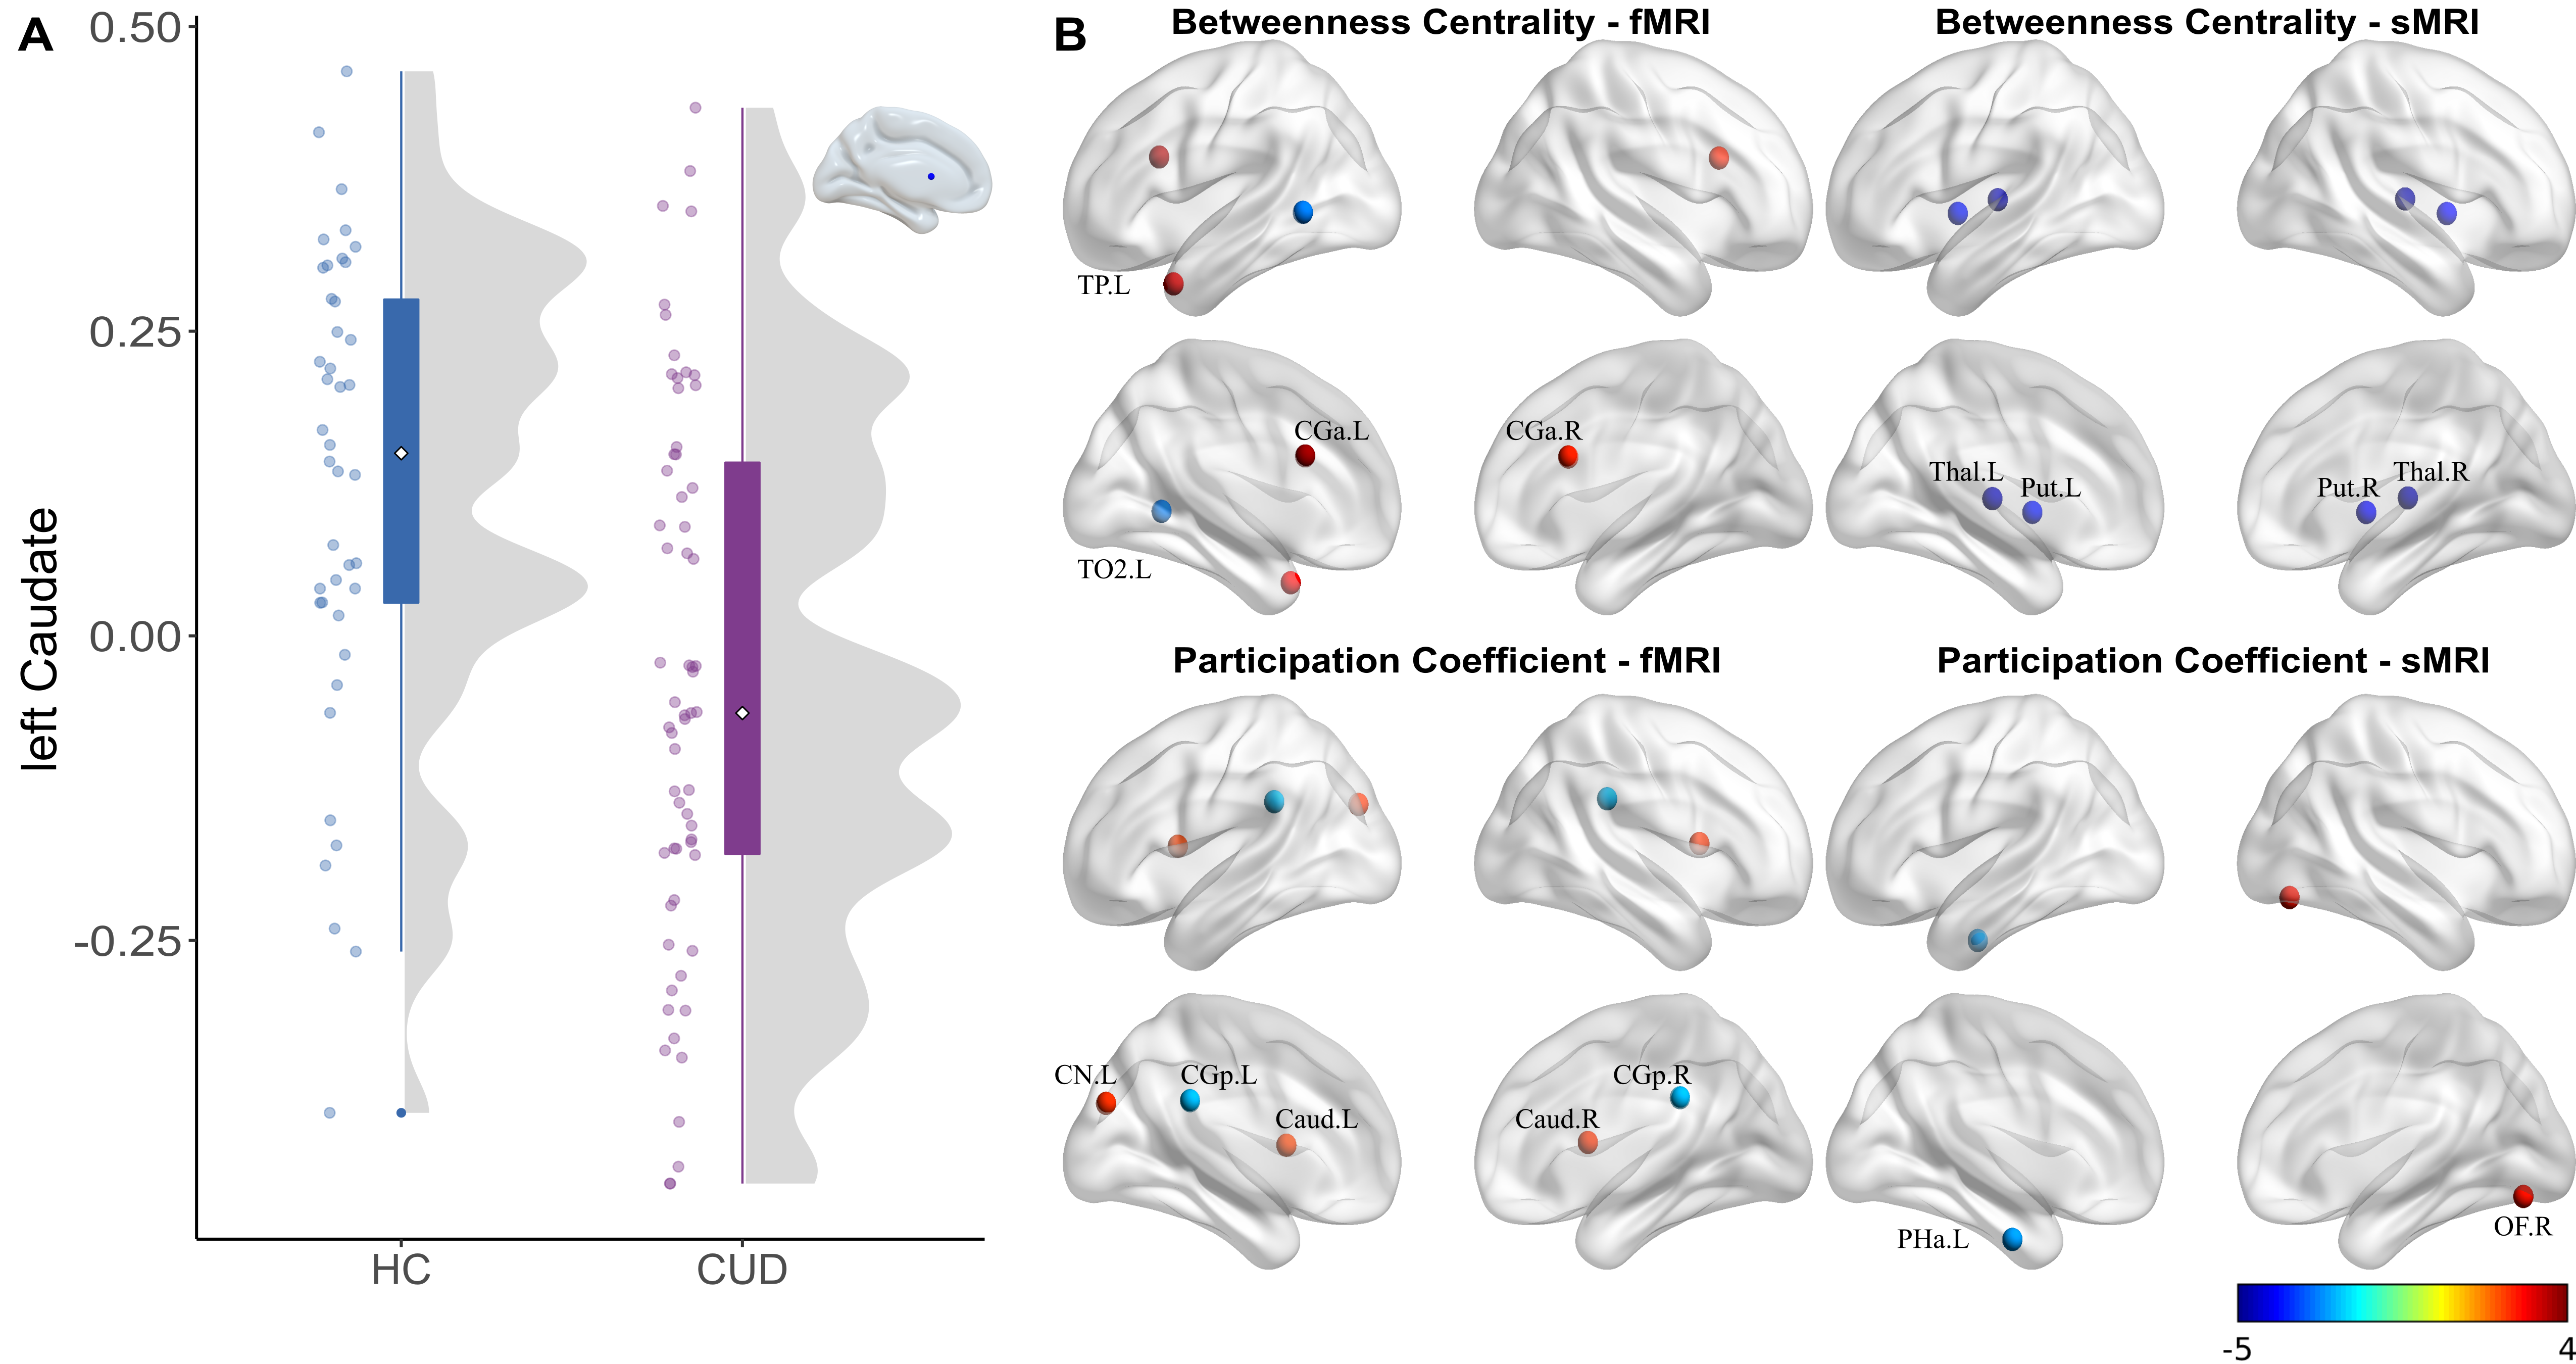 A
0.50
0.25
0.00
-0.25
left Caudate
HC
CUD
B
Betweenness Centrality - fMRI
Betweenness Centrality - sMRI
TP.L
CGa.L
CGa.R
TO2.L
Thal.L
Put.L
Put.R
Thal.R
Participation Coefficient - fMRI
Participation Coefficient - sMRI
CN.L
CGp.L
Caud.L
CGp.R
Caud.R
PHa.L
OF.R
-5
4